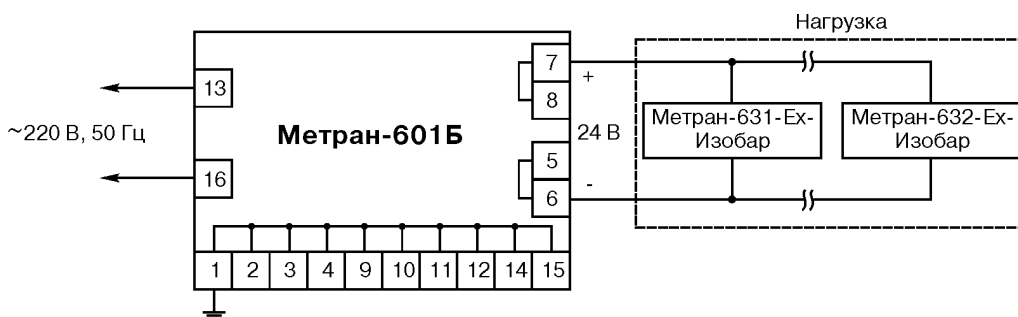 Нагрузка
7
+
13
8
~220 В, 50 Гц
Метран-601Б
24 В
Метран-631-Ex-
Изобар
Метран-632-Ex-
Изобар
5
16
6
-
1 2 3 4 9 10 11 12 14 15